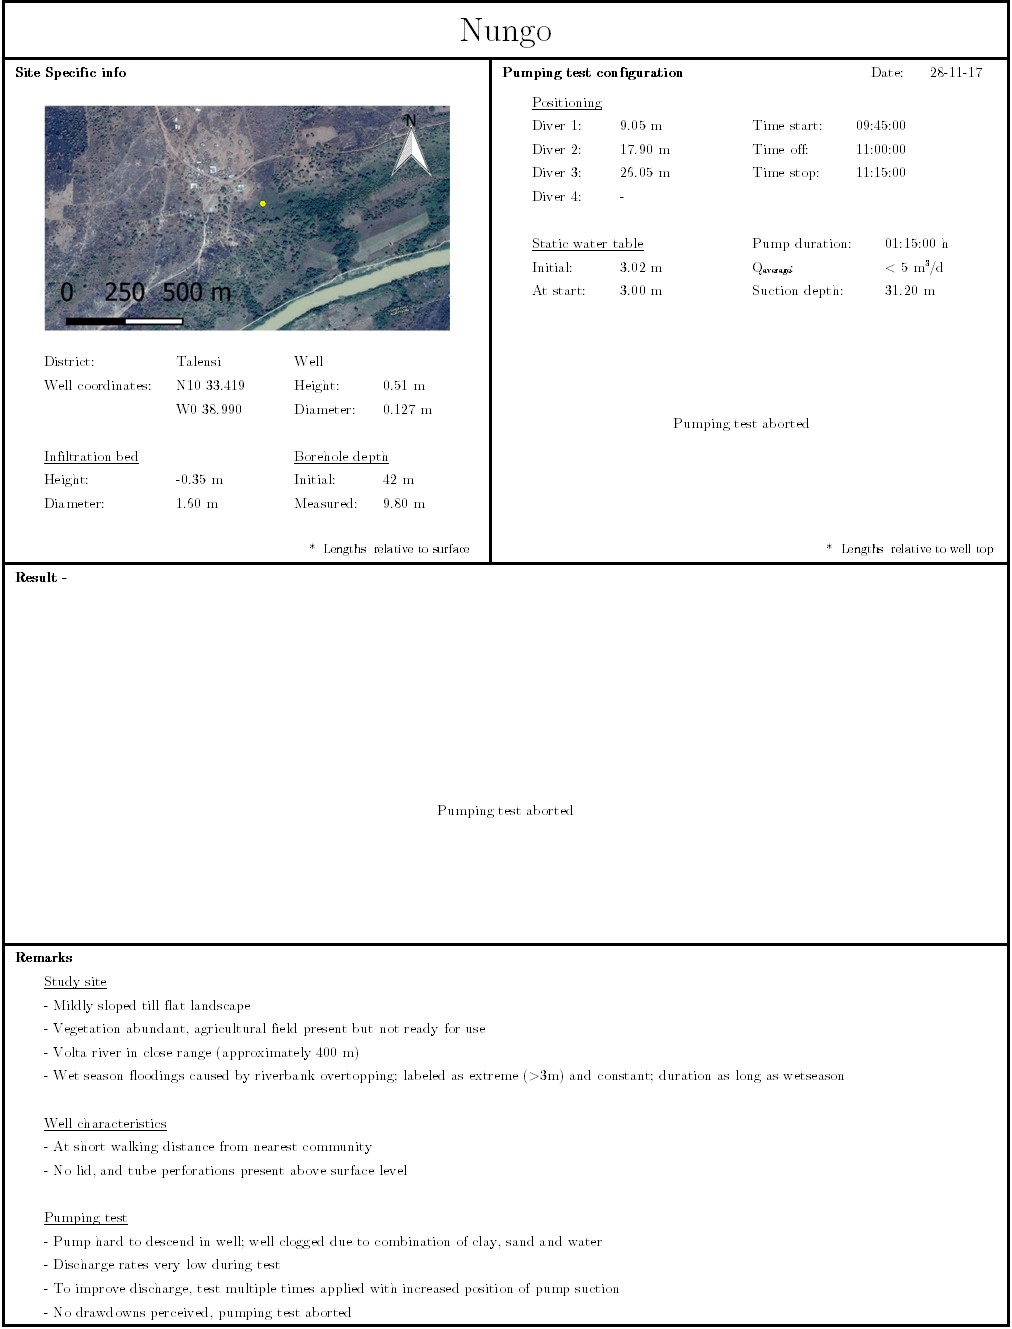 Nungo
Site Specific info
N
0 250 500 m
District: Talensi Well
Well coordinates: N10 33.419 Height: 0.51 m
W0 38.990 Diameter: 0.127 m
Infiltration bed Borehole depth
Height: -0.35 m Initial: 42 m
Diameter: 1.60 m Measured: 9.80 m
* Lengths relative to surface
Pumping test configuration Date: 28-11-17
Positioning
Diver 1: 9.05 m Time start: 09:45:00
Diver 2: 17.90 m Time off: 11:00:00
Diver 3: 26.05 m Time stop: 11:15:00
Diver 4: -
Static water table Pump duration: 01:15:00 h
Initial: 3.02 m Qaverage: < 5 m³/d
At start: 3.00 m Suction depth: 31.20 m
Pumping test aborted
* Lengths relative to well top
Result -
Pumping test aborted
Remarks
Study site
- Mildly sloped till flat landscape
- Vegetation abundant, agricultural field present but not ready for use
- Volta river in close range (approximately 400 m)
- Wet season floodings caused by riverbank overtopping; labeled as extreme (>3m) and constant; duration as long as wetseason
Well characteristics
- At short walking distance from nearest community
- No lid, and tube perforations present above surface level
Pumping test
- Pump hard to descend in well; well clogged due to combination of clay, sand and water
- Discharge rates very low during test
- To improve discharge, test multiple times applied with increased position of pump suction
- No drawdowns perceived, pumping test aborted